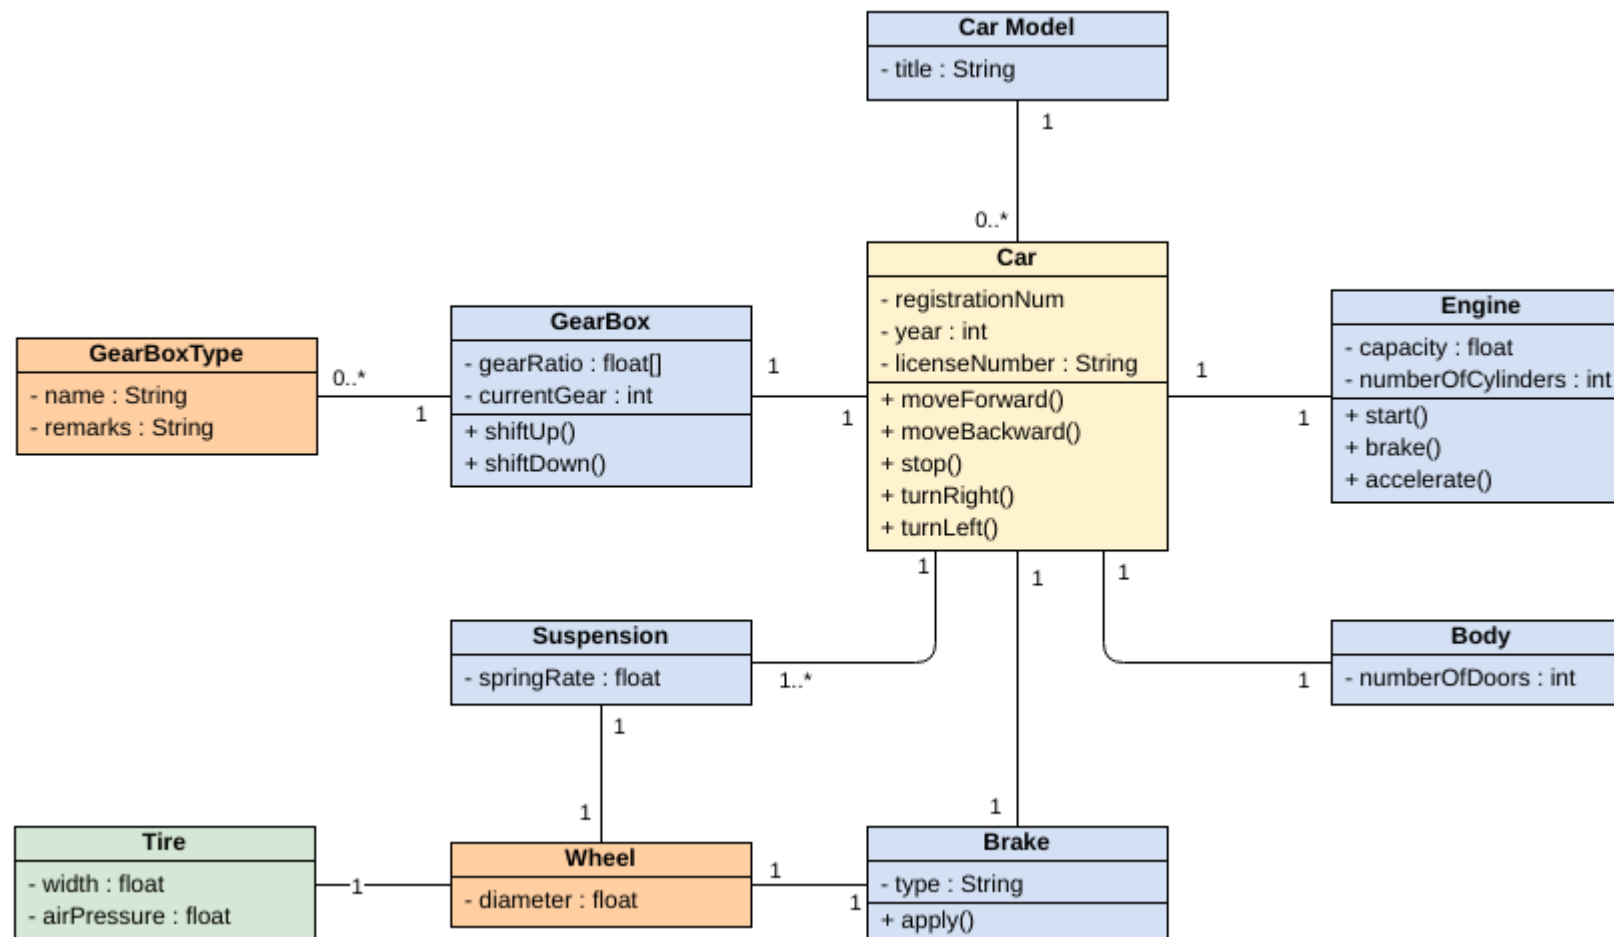 Car Model
- title : String
1
0..*
Car
- registrationNum
- year : int
- licenseNumber : String
+ moveForward()
+ moveBackward()
+ stop()
+ turnRight()
+ turnLeft()
GearBoxType
- name : String
- remarks : String
0..*
1
GearBox
- gearRatio : float[]
- currentGear : int
+ shiftUp()
+ shiftDown()
1
1
1
1
Engine
- capacity : float
- numberOfCylinders : int
+ start()
+ brake()
+ accelerate()
1
1
1
Suspension
- springRate : float
1..*
1
Body
- numberOfDoors : int
1
1
1
Tire
- width : float
- airPressure : float
1
Wheel
- diameter : float
1
1
Brake
- type : String
+ apply()